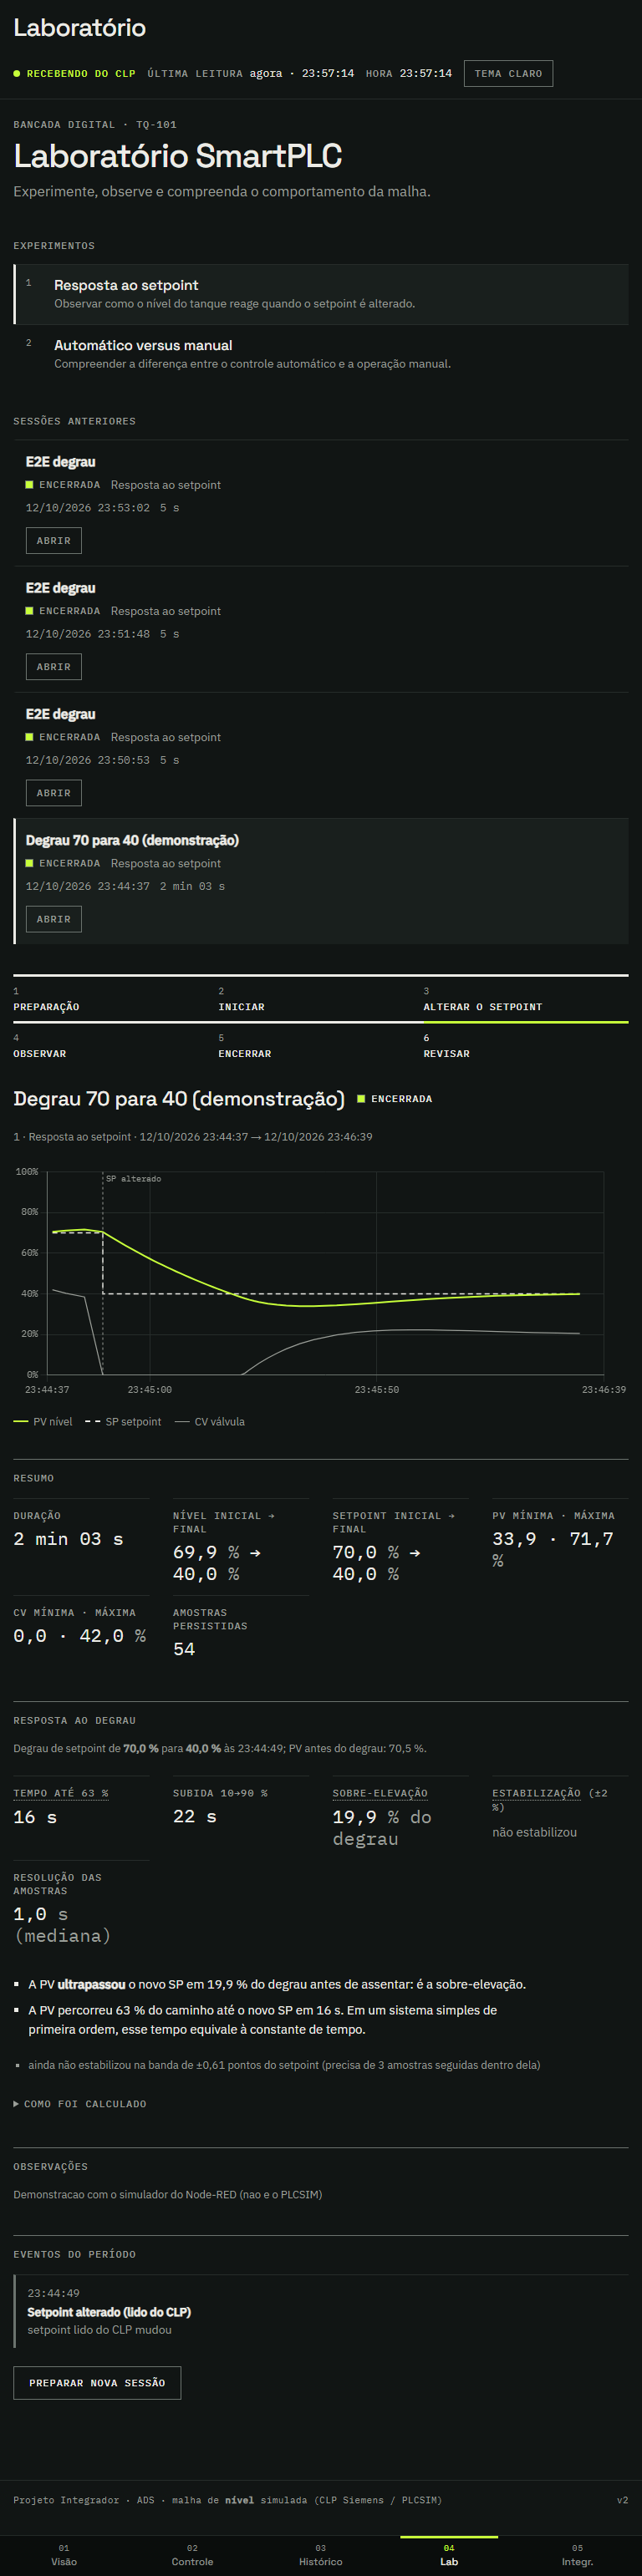 Laboratório
RECEBENDO DO CLP ÚLTIMA LEITURA agora · 23:57:14 HORA 23:57:14 TEMA CLARO
BANCADA DIGITAL · TQ-101
Laboratório SmartPLC
Experimente, observe e compreenda o comportamento da malha.
EXPERIMENTOS
1 Resposta ao setpoint
Observar como o nível do tanque reage quando o setpoint é alterado.
2 Automático versus manual
Compreender a diferença entre o controle automático e a operação manual.
SESSÕES ANTERIORES
E2E degrau
ENCERRADA Resposta ao setpoint
12/10/2026 23:53:02 5 s
ABRIR
E2E degrau
ENCERRADA Resposta ao setpoint
12/10/2026 23:51:48 5 s
ABRIR
E2E degrau
ENCERRADA Resposta ao setpoint
12/10/2026 23:50:53 5 s
ABRIR
Degrau 70 para 40 (demonstração)
ENCERRADA Resposta ao setpoint
12/10/2026 23:44:37 2 min 03 s
ABRIR
1 2 3
PREPARAÇÃO INICIAR ALTERAR O SETPOINT
4 5 6
OBSERVAR ENCERRAR REVISAR
Degrau 70 para 40 (demonstração) ENCERRADA
1 · Resposta ao setpoint · 12/10/2026 23:44:37 → 12/10/2026 23:46:39
100%
SP alterado
80%
60%
40%
20%
0%
23:44:37 23:45:00 23:45:50 23:46:39
PV nível SP setpoint CV válvula
RESUMO
DURAÇÃO
2 min 03 s
NÍVEL INICIAL →
FINAL
69,9 % →
40,0 %
SETPOINT INICIAL →
FINAL
70,0 % →
40,0 %
PV MÍNIMA · MÁXIMA
33,9 · 71,7
%
CV MÍNIMA · MÁXIMA
0,0 · 42,0 %
AMOSTRAS
PERSISTIDAS
54
RESPOSTA AO DEGRAU
Degrau de setpoint de 70,0 % para 40,0 % às 23:44:49; PV antes do degrau: 70,5 %.
TEMPO ATÉ 63 %
16 s
SUBIDA 10→90 %
22 s
SOBRE-ELEVAÇÃO
19,9 % do
degrau
ESTABILIZAÇÃO (±2
%)
não estabilizou
RESOLUÇÃO DAS
AMOSTRAS
1,0 s
(mediana)
A PV ultrapassou o novo SP em 19,9 % do degrau antes de assentar: é a sobre-elevação.
A PV percorreu 63 % do caminho até o novo SP em 16 s. Em um sistema simples de
primeira ordem, esse tempo equivale à constante de tempo.
ainda não estabilizou na banda de ±0,61 pontos do setpoint (precisa de 3 amostras seguidas dentro dela)
COMO FOI CALCULADO
OBSERVAÇÕES
Demonstracao com o simulador do Node-RED (nao e o PLCSIM)
EVENTOS DO PERÍODO
23:44:49
Setpoint alterado (lido do CLP)
setpoint lido do CLP mudou
PREPARAR NOVA SESSÃO
Projeto Integrador · ADS · malha de nível simulada (CLP Siemens / PLCSIM) v2
01 02 03 04 05
Visão Controle Histórico Lab Integr.